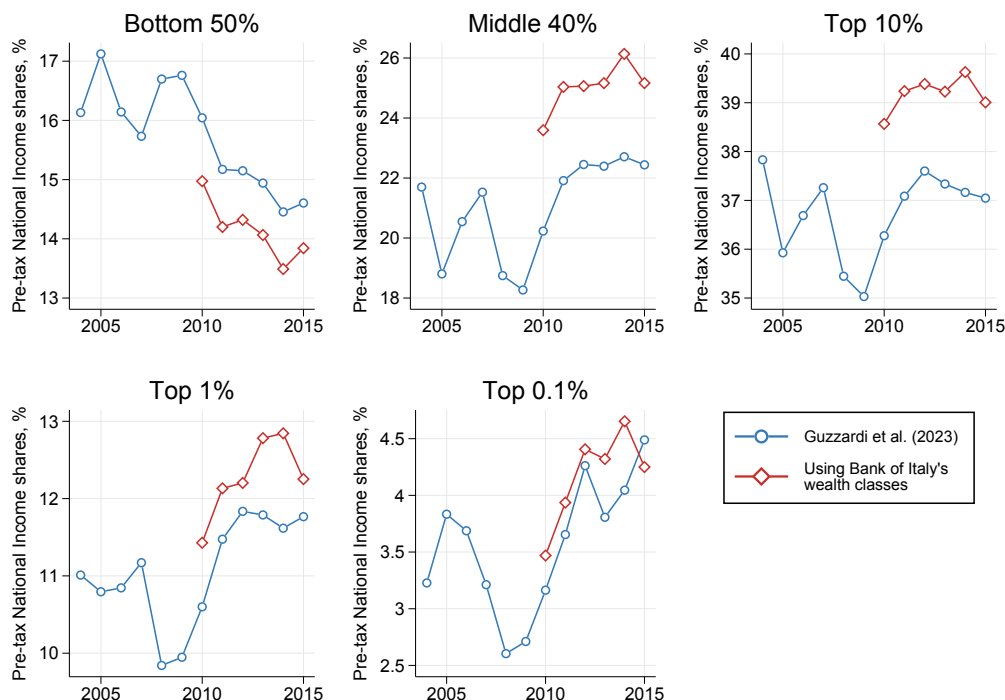 Bottom 50%
Pre-tax National Income shares, %
17
16
15
14
13
2005 2010 2015
Middle 40%
Pre-tax National Income shares, %
26
24
22
20
18
2005 2010 2015
Top 10%
Pre-tax National Income shares, %
40
39
38
37
36
35
2005 2010 2015
Top 1%
Pre-tax National Income shares, %
13
12
11
10
2005 2010 2015
Top 0.1%
Pre-tax National Income shares, %
4.5
4
3.5
3
2.5
2005 2010 2015
Guzzardi et al. (2023)
Using Bank of Italy's
wealth classes